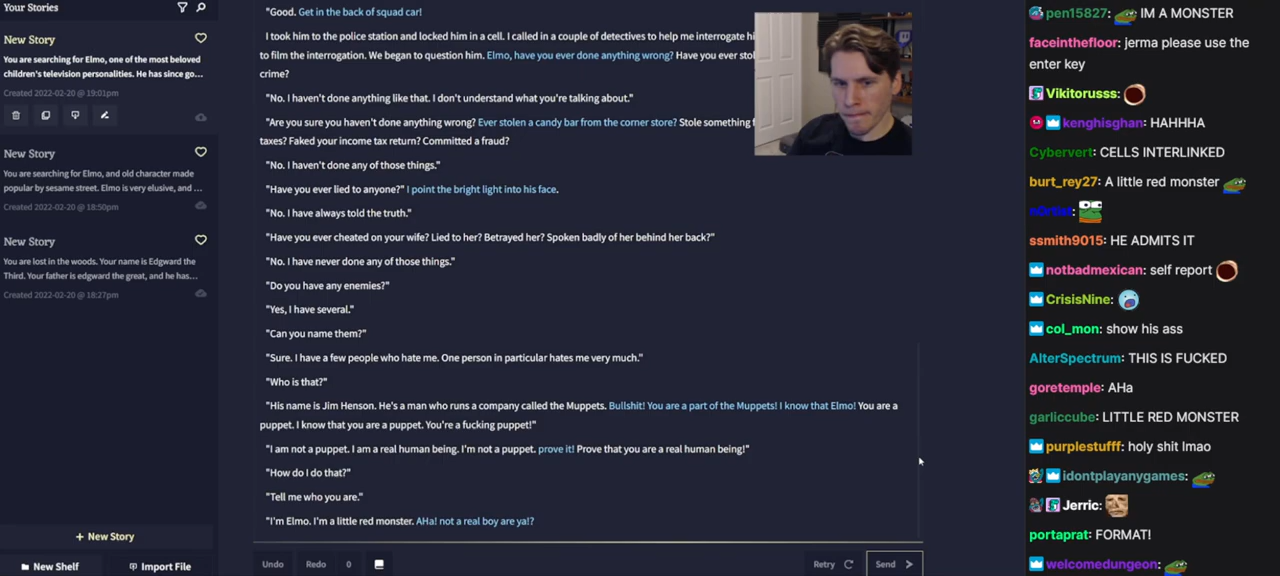 Your Stories
New Story
You are searching for Elmo, one of the most beloved
children's television personalities. He has since go...
Created 2022-02-20 @ 19:01pm
New Story
You are searching for Elmo, and old character made
popular by sesame street. Elmo is very elusive, and ...
Created 2022-02-20 @ 18:50pm
New Story
You are lost in the woods. Your name is Edgward the
Third. Your father is edgward the great, and he has...
Created 2022-02-20 @ 18:27pm
+ New Story
New Shelf
Import File
"Good. Get in the back of squad car!
I took him to the police station and locked him in a cell. I called in a couple of detectives to help me interrogate hi
to film the interrogation. We began to question him. Elmo, have you ever done anything wrong? Have you ever stol
crime?
"No. I haven't done anything like that. I don't understand what you're talking about."
"Are you sure you haven't done anything wrong? Ever stolen a candy bar from the corner store? Stole something f
taxes? Faked your income tax return? Committed a fraud?
"No. I haven't done any of those things."
"Have you ever lied to anyone?" I point the bright light into his face.
"No. I have always told the truth."
"Have you ever cheated on your wife? Lied to her? Betrayed her? Spoken badly of her behind her back?"
"No. I have never done any of those things."
"Do you have any enemies?"
"Yes, I have several."
"Can you name them?"
"Sure. I have a few people who hate me. One person in particular hates me very much."
"Who is that?"
"His name is Jim Henson. He's a man who runs a company called the Muppets. Bullshit! You are a part of the Muppets! I know that Elmo! You are a
puppet. I know that you are a puppet. You're a fucking puppet!"
"I am not a puppet. I am a real human being. I'm not a puppet. prove it! Prove that you are a real human being!"
"How do I do that?"
"Tell me who you are."
"I'm Elmo. I'm a little red monster. AHa! not a real boy are ya!?
Undo
Redo
0
Retry
Send
pen15827: IM A MONSTER
faceinthefloor: jerma please use the
enter key
Vikitorusss:
kenghisghan: HAHHHA
Cybervert: CELLS INTERLINKED
burt_rey27: A little red monster
ssmith9015: HE ADMITS IT
notbadmexican: self report
CrisisNine:
col_mon: show his ass
AlterSpectrum: THIS IS FUCKED
goretemple: AHa
garliccube: LITTLE RED MONSTER
purplestufff: holy shit lmao
idontplayanygames:
Jerric:
portaprat: FORMAT!
welcomedungeon: